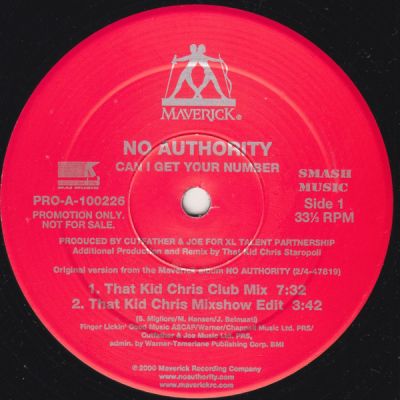 MAVERICK®
NO AUTHORITY
CAN I GET YOUR NUMBER
MJJ MUSIC
SMASH
MUSIC
PRO-A-100226
PROMOTION ONLY.
NOT FOR SALE.
Side 1
33⅓ RPM
PRODUCED BY CUTFATHER & JOE FOR XL TALENT PARTNERSHIP
Additional Production and Remix by That Kid Chris Staropoli
Original version from the Maverick album NO AUTHORITY (2/4-47619)
1. That Kid Chris Club Mix 7:32
2. That Kid Chris Mixshow Edit 3:42
(S. Migliore/M. Hansen/J. Belmaati)
Finger Lickin' Good Music ASCAP/Warner/Chappell Music Ltd. PRS/
Cutfather & Joe Music Ltd. PRS/
admin. by Warner-Tamerlane Publishing Corp. BMI
℗©2000 Maverick Recording Company
www.noauthority.com
www.maverickrc.com